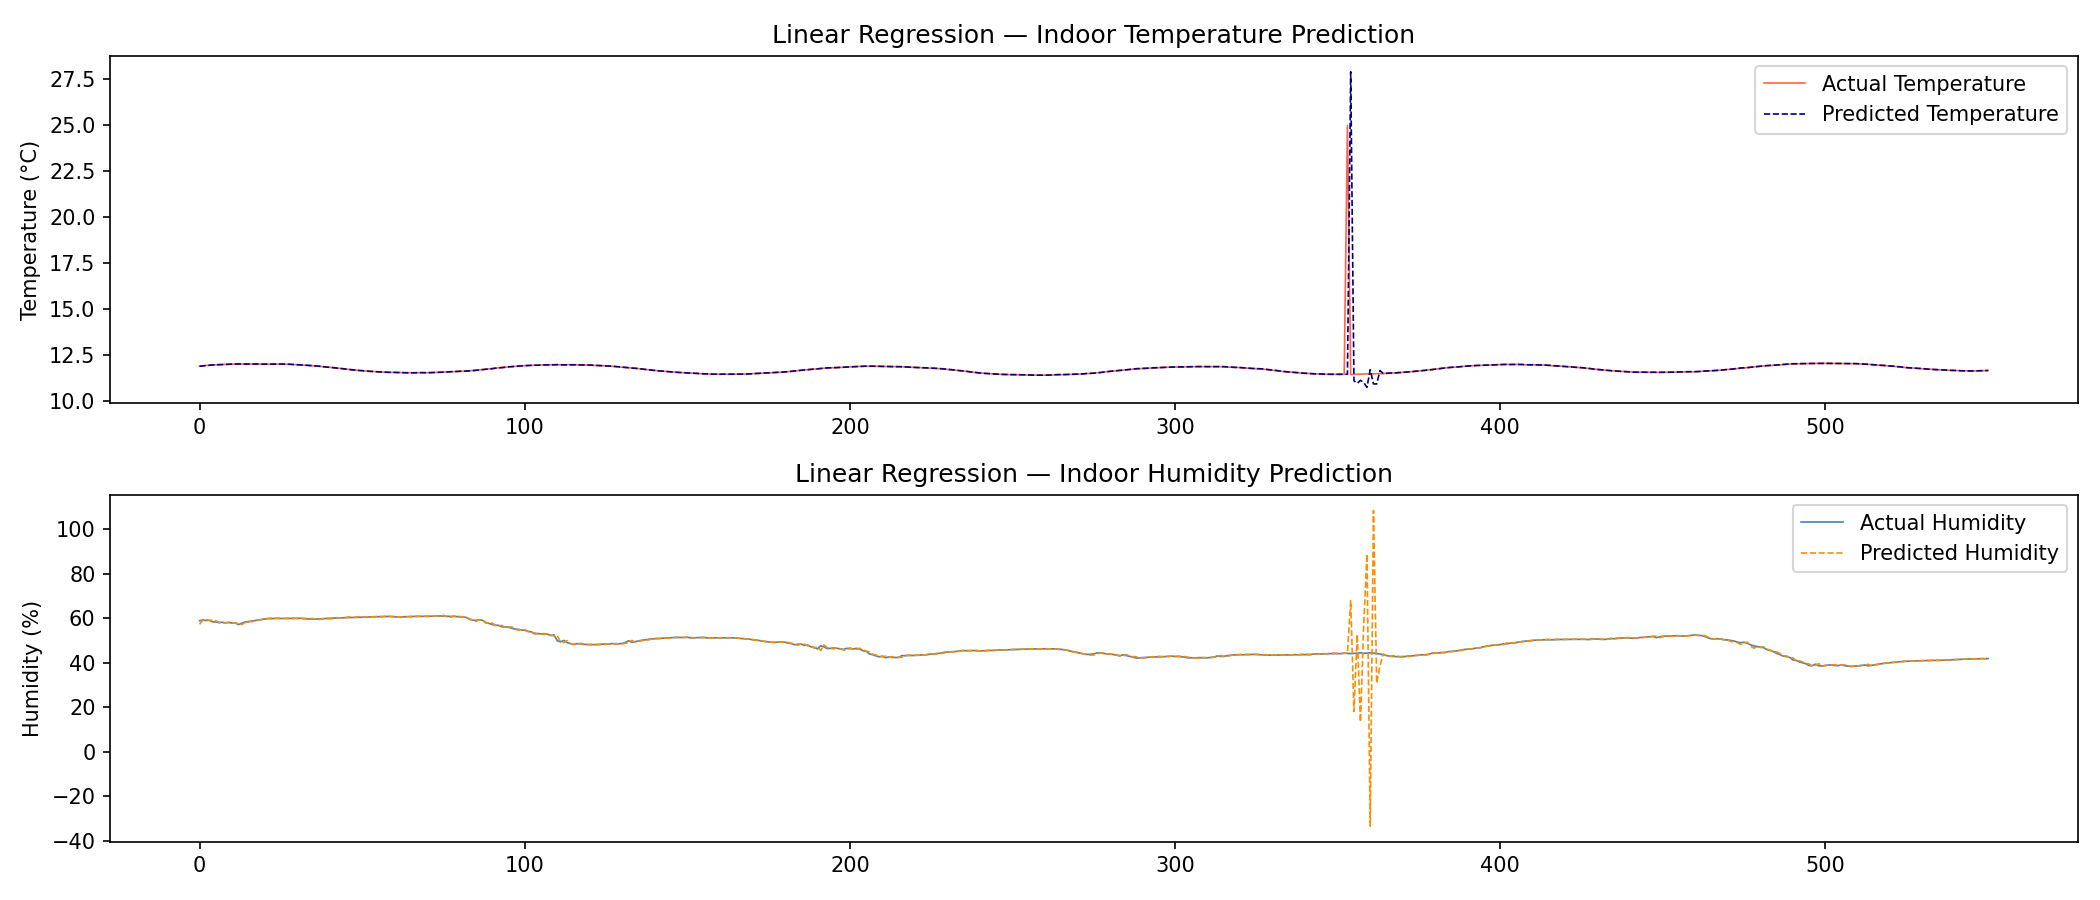 Linear Regression — Indoor Temperature Prediction
Temperature (°C)
27.5
25.0
22.5
20.0
17.5
15.0
12.5
10.0
Actual Temperature
Predicted Temperature
0 100 200 300 400 500
Linear Regression — Indoor Humidity Prediction
Humidity (%)
100
80
60
40
20
0
−20
−40
Actual Humidity
Predicted Humidity
0 100 200 300 400 500